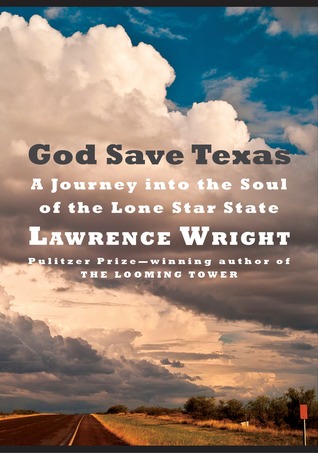 God Save Texas
A Journey into the Soul
of the Lone Star State
LAWRENCE WRIGHT
Pulitzer Prize—winning author of
THE LOOMING TOWER